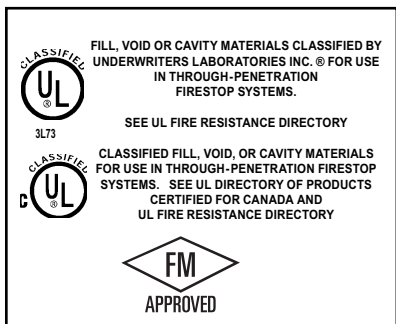 CLASSIFIED
UL
®
3L73
FILL, VOID OR CAVITY MATERIALS CLASSIFIED BY
UNDERWRITERS LABORATORIES INC. ® FOR USE
IN THROUGH-PENETRATION
FIRESTOP SYSTEMS.
SEE UL FIRE RESISTANCE DIRECTORY
CLASSIFIED
C UL
®
CLASSIFIED FILL, VOID, OR CAVITY MATERIALS
FOR USE IN THROUGH-PENETRATION FIRESTOP
SYSTEMS. SEE UL DIRECTORY OF PRODUCTS
CERTIFIED FOR CANADA AND
UL FIRE RESISTANCE DIRECTORY
FM
APPROVED